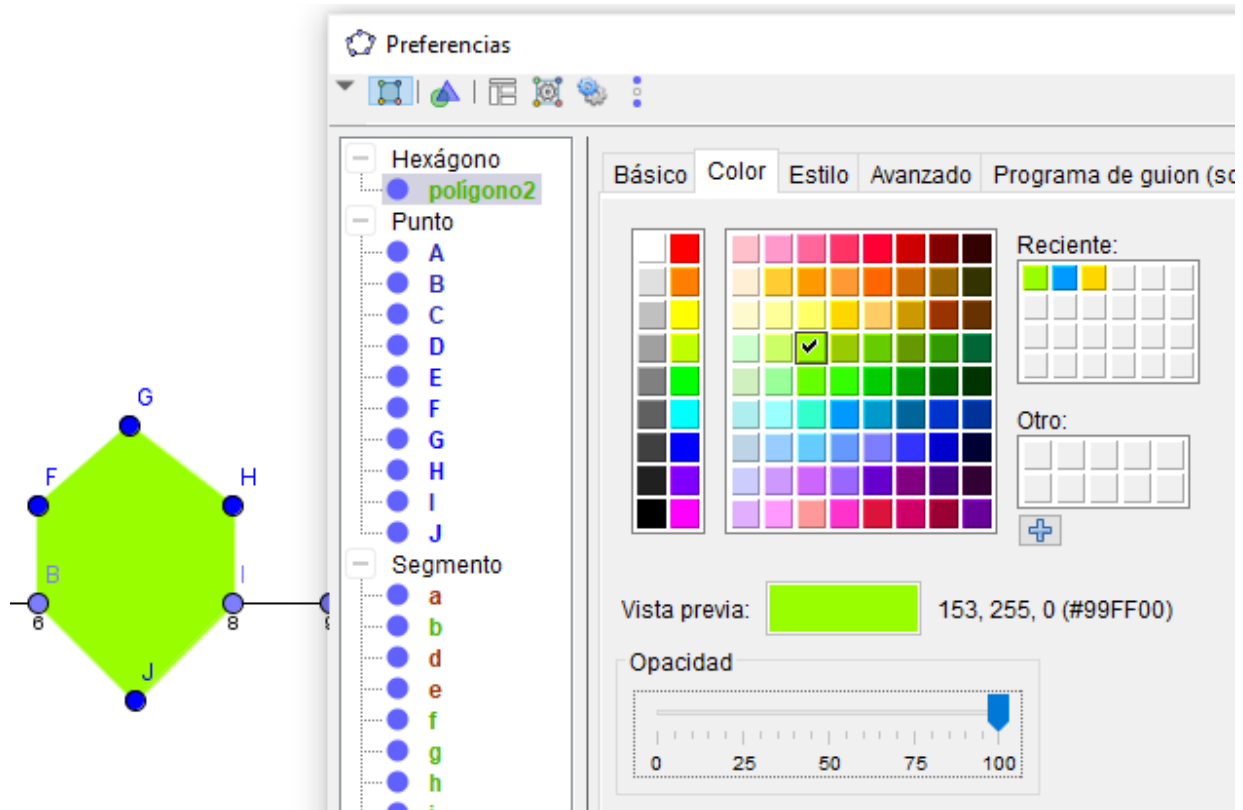 Preferencias
Hexágono
polígono2
Punto
A
B
C
D
E
F
G
H
I
J
Segmento
a
b
d
e
f
g
h
Básico Color Estilo Avanzado Programa de guion (sc
Reciente:
Otro:
Vista previa: 153, 255, 0 (#99FF00)
Opacidad
0 25 50 75 100
G
F H
B I
6 8
J